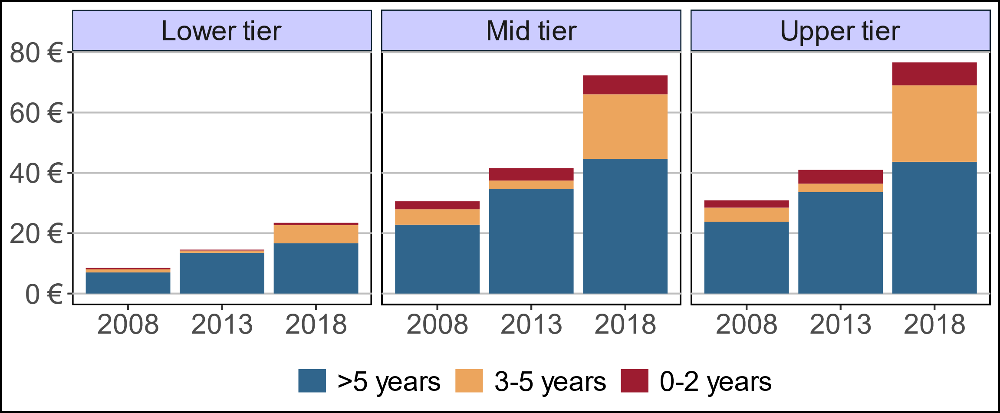 Lower tier
Mid tier
Upper tier
80 €
60 €
40 €
20 €
0 €
2008 2013 2018
2008 2013 2018
2008 2013 2018
>5 years
3-5 years
0-2 years